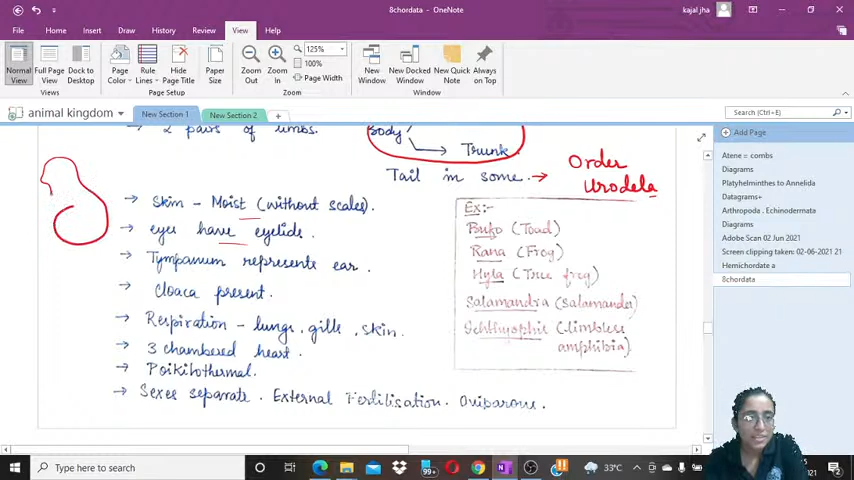 8chordata - OneNote
kajal jha
File Home Insert Draw History Review View Help
125%
100%
Page Width
Normal View
Full Page View
Dock to Desktop
Page Color
Rule Lines
Hide Page Title
Paper Size
Zoom Out
Zoom In
New Window
New Docked Window
New Quick Note
Always on Top
Views
Page Setup
Zoom
Window
animal kingdom
New Section 1
New Section 2
+
Search (Ctrl+E)
Add Page
Atene = combs
Diagrams
Platyhelminthes to Annelida
Datagrams+
Arthropoda . Echinodermate
Diagrams
Adobe Scan 02 Jun 2021
Screen clipping taken: 02-06-2021 21
Hemichordate a
8chordata
→ 2 pairs of limbs.
Body
→ Trunk
Tail in some. → Order
Urodela
→ Skin - Moist (without scales).
→ eyes have eyelids.
→ Tympanum represents ear.
→ Cloaca present.
→ Respiration - lungs, gills, skin.
→ 3 chambered heart.
→ Poikilothermal.
→ Sexes separate. External Fertilisation. Oviparous.
Ex:-
Bufo (Toad)
Rana (Frog)
Hyla (Tree frog)
Salamandra (Salamander)
Ichthyophis (limbless
amphibia)
Type here to search
99+
33°C
2021